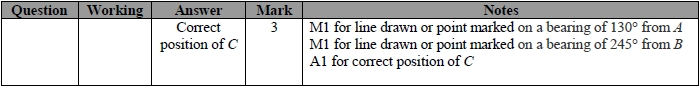 Question Working Answer Mark Notes
Correct 3 M1 for line drawn or point marked on a bearing of 130° from A
position of C M1 for line drawn or point marked on a bearing of 245° from B
A1 for correct position of C